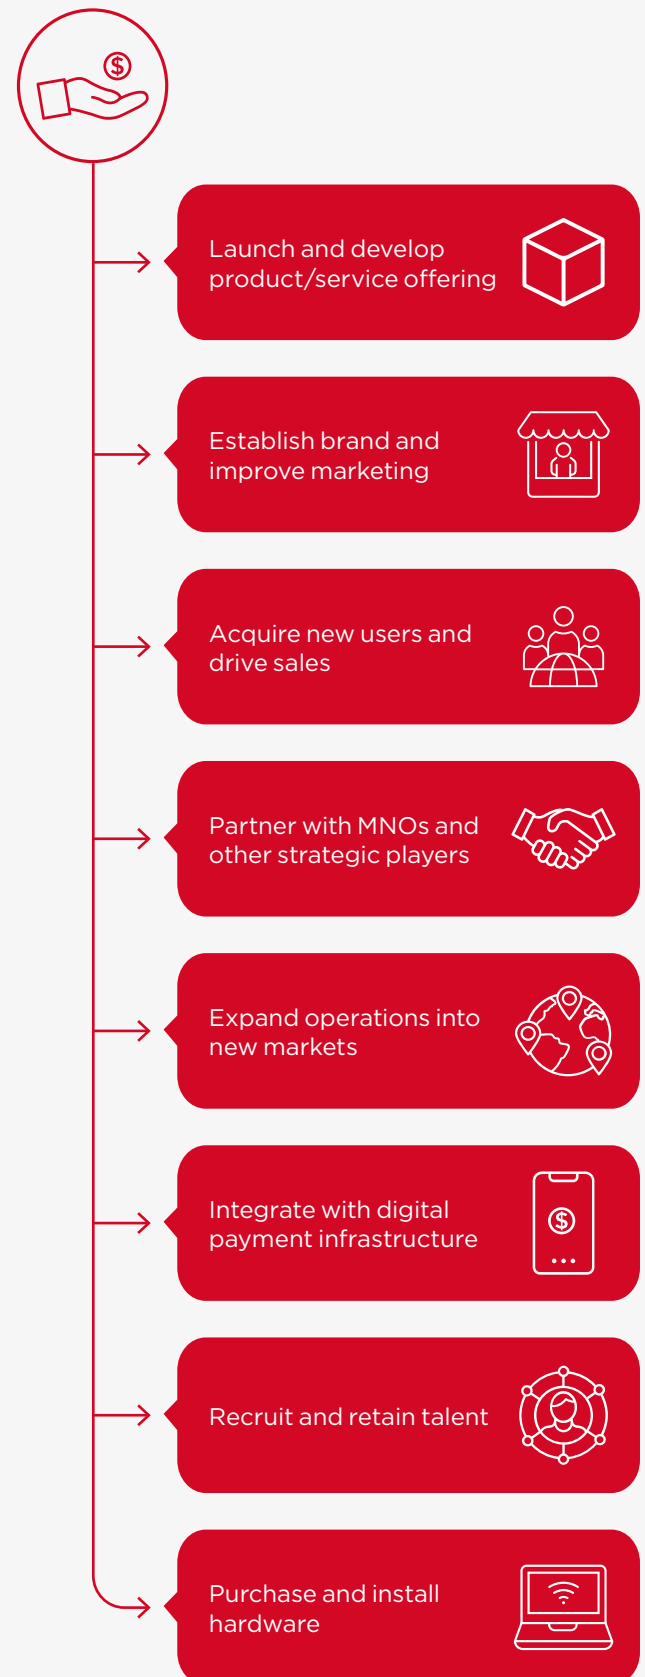 $
Launch and develop
product/service offering
Establish brand and
improve marketing
Acquire new users and
drive sales
Partner with MNOs and
other strategic players
Expand operations into
new markets
Integrate with digital
payment infrastructure
$
Recruit and retain talent
Purchase and install
hardware